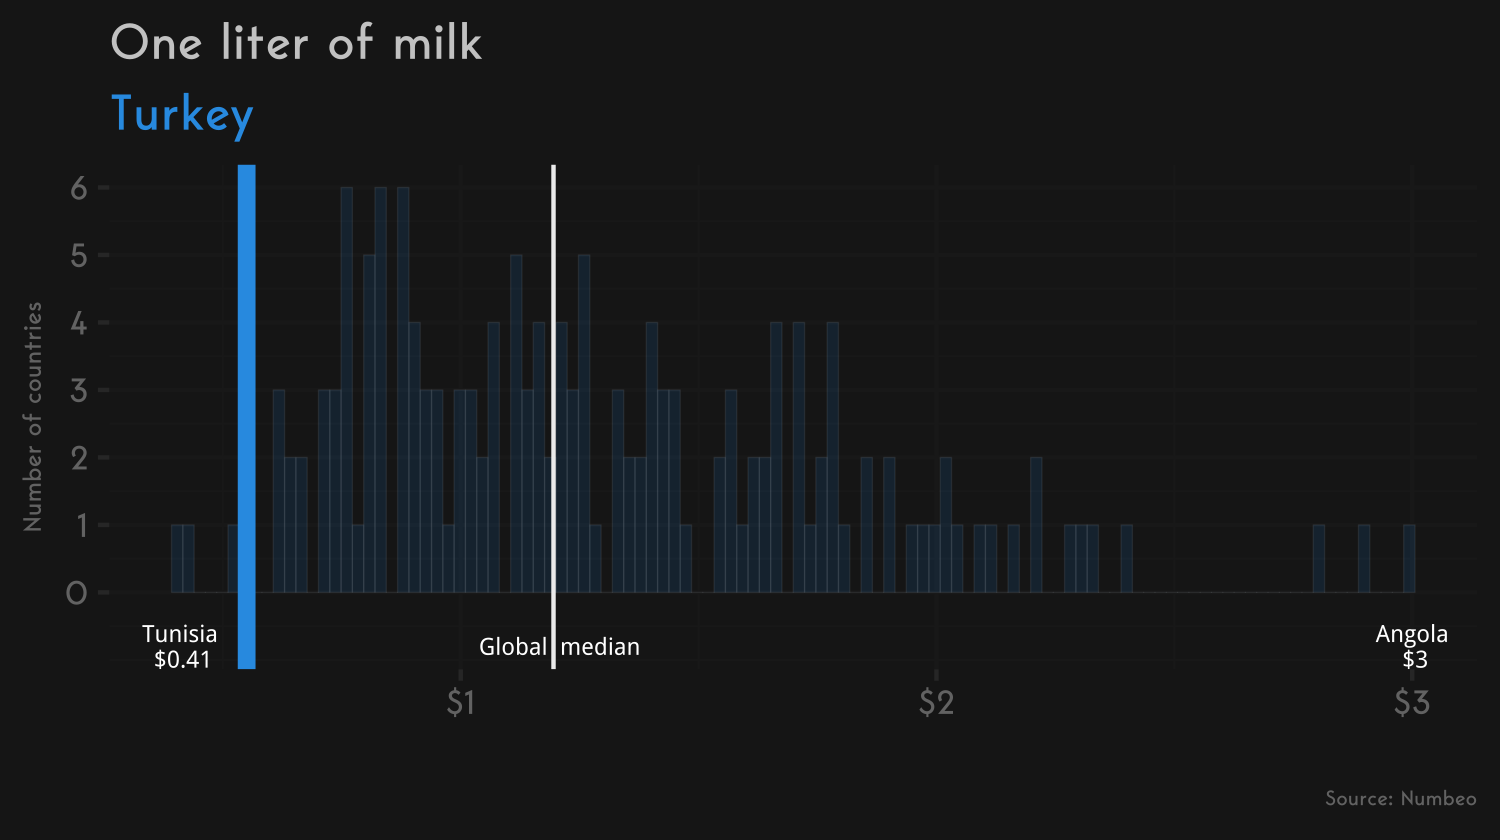 One liter of milk
Turkey
Number of countries
6
5
4
3
2
1
0
Tunisia
$0.41
Global median
Angola
$3
$1 $2 $3
Source: Numbeo